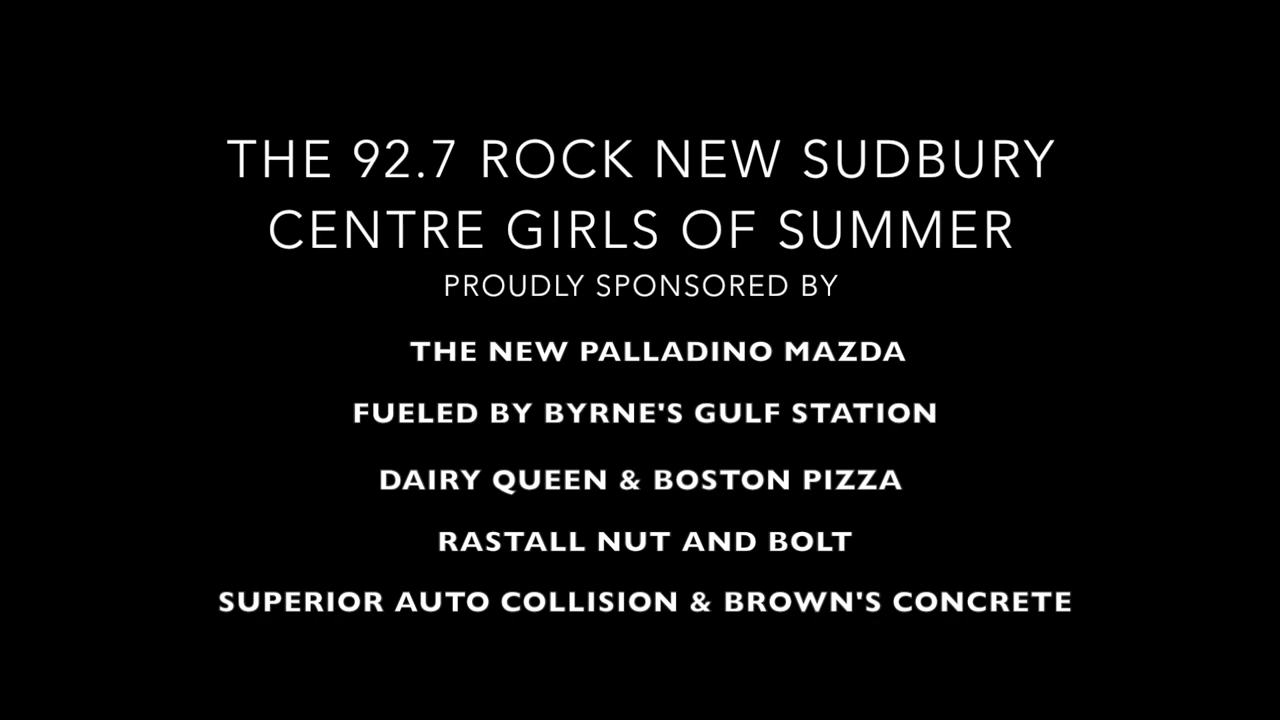 THE 92.7 ROCK NEW SUDBURY
CENTRE GIRLS OF SUMMER
PROUDLY SPONSORED BY
THE NEW PALLADINO MAZDA
FUELED BY BYRNE'S GULF STATION
DAIRY QUEEN & BOSTON PIZZA
RASTALL NUT AND BOLT
SUPERIOR AUTO COLLISION & BROWN'S CONCRETE